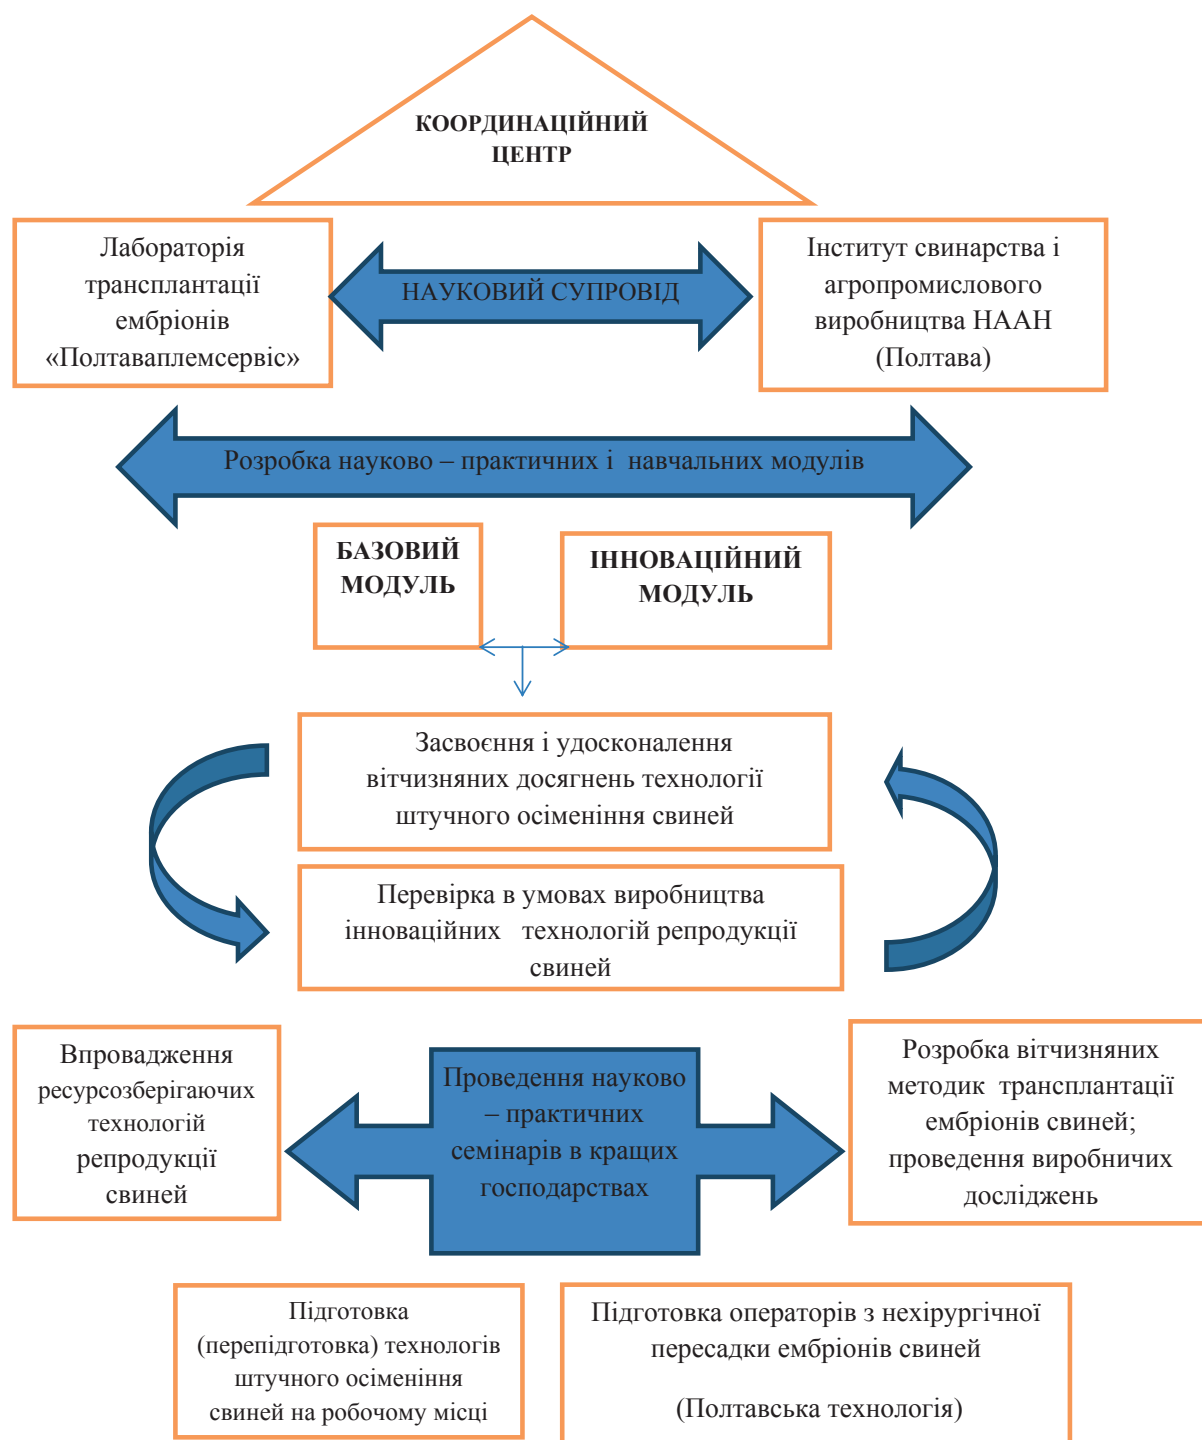 КООРДИНАЦІЙНИЙ
ЦЕНТР
Лабораторія
трансплантації
ембріонів
«Полтаваплемсервіс»
НАУКОВИЙ СУПРОВІД
Інститут свинарства і
агропромислового
виробництва НААН
(Полтава)
Розробка науково – практичних і навчальних модулів
БАЗОВИЙ
МОДУЛЬ
ІННОВАЦІЙНИЙ
МОДУЛЬ
Засвоєння і удосконалення
вітчизняних досягнень технології
штучного осіменіння свиней
Перевірка в умовах виробництва
інноваційних технологій репродукції
свиней
Впровадження
ресурсозберігаючих
технологій
репродукції
свиней
Проведення науково
– практичних
семінарів в кращих
господарствах
Розробка вітчизняних
методик трансплантації
ембріонів свиней;
проведення виробничих
досліджень
Підготовка
(перепідготовка) технологів
штучного осіменіння
свиней на робочому місці
Підготовка операторів з нехірургічної
пересадки ембріонів свиней
(Полтавська технологія)